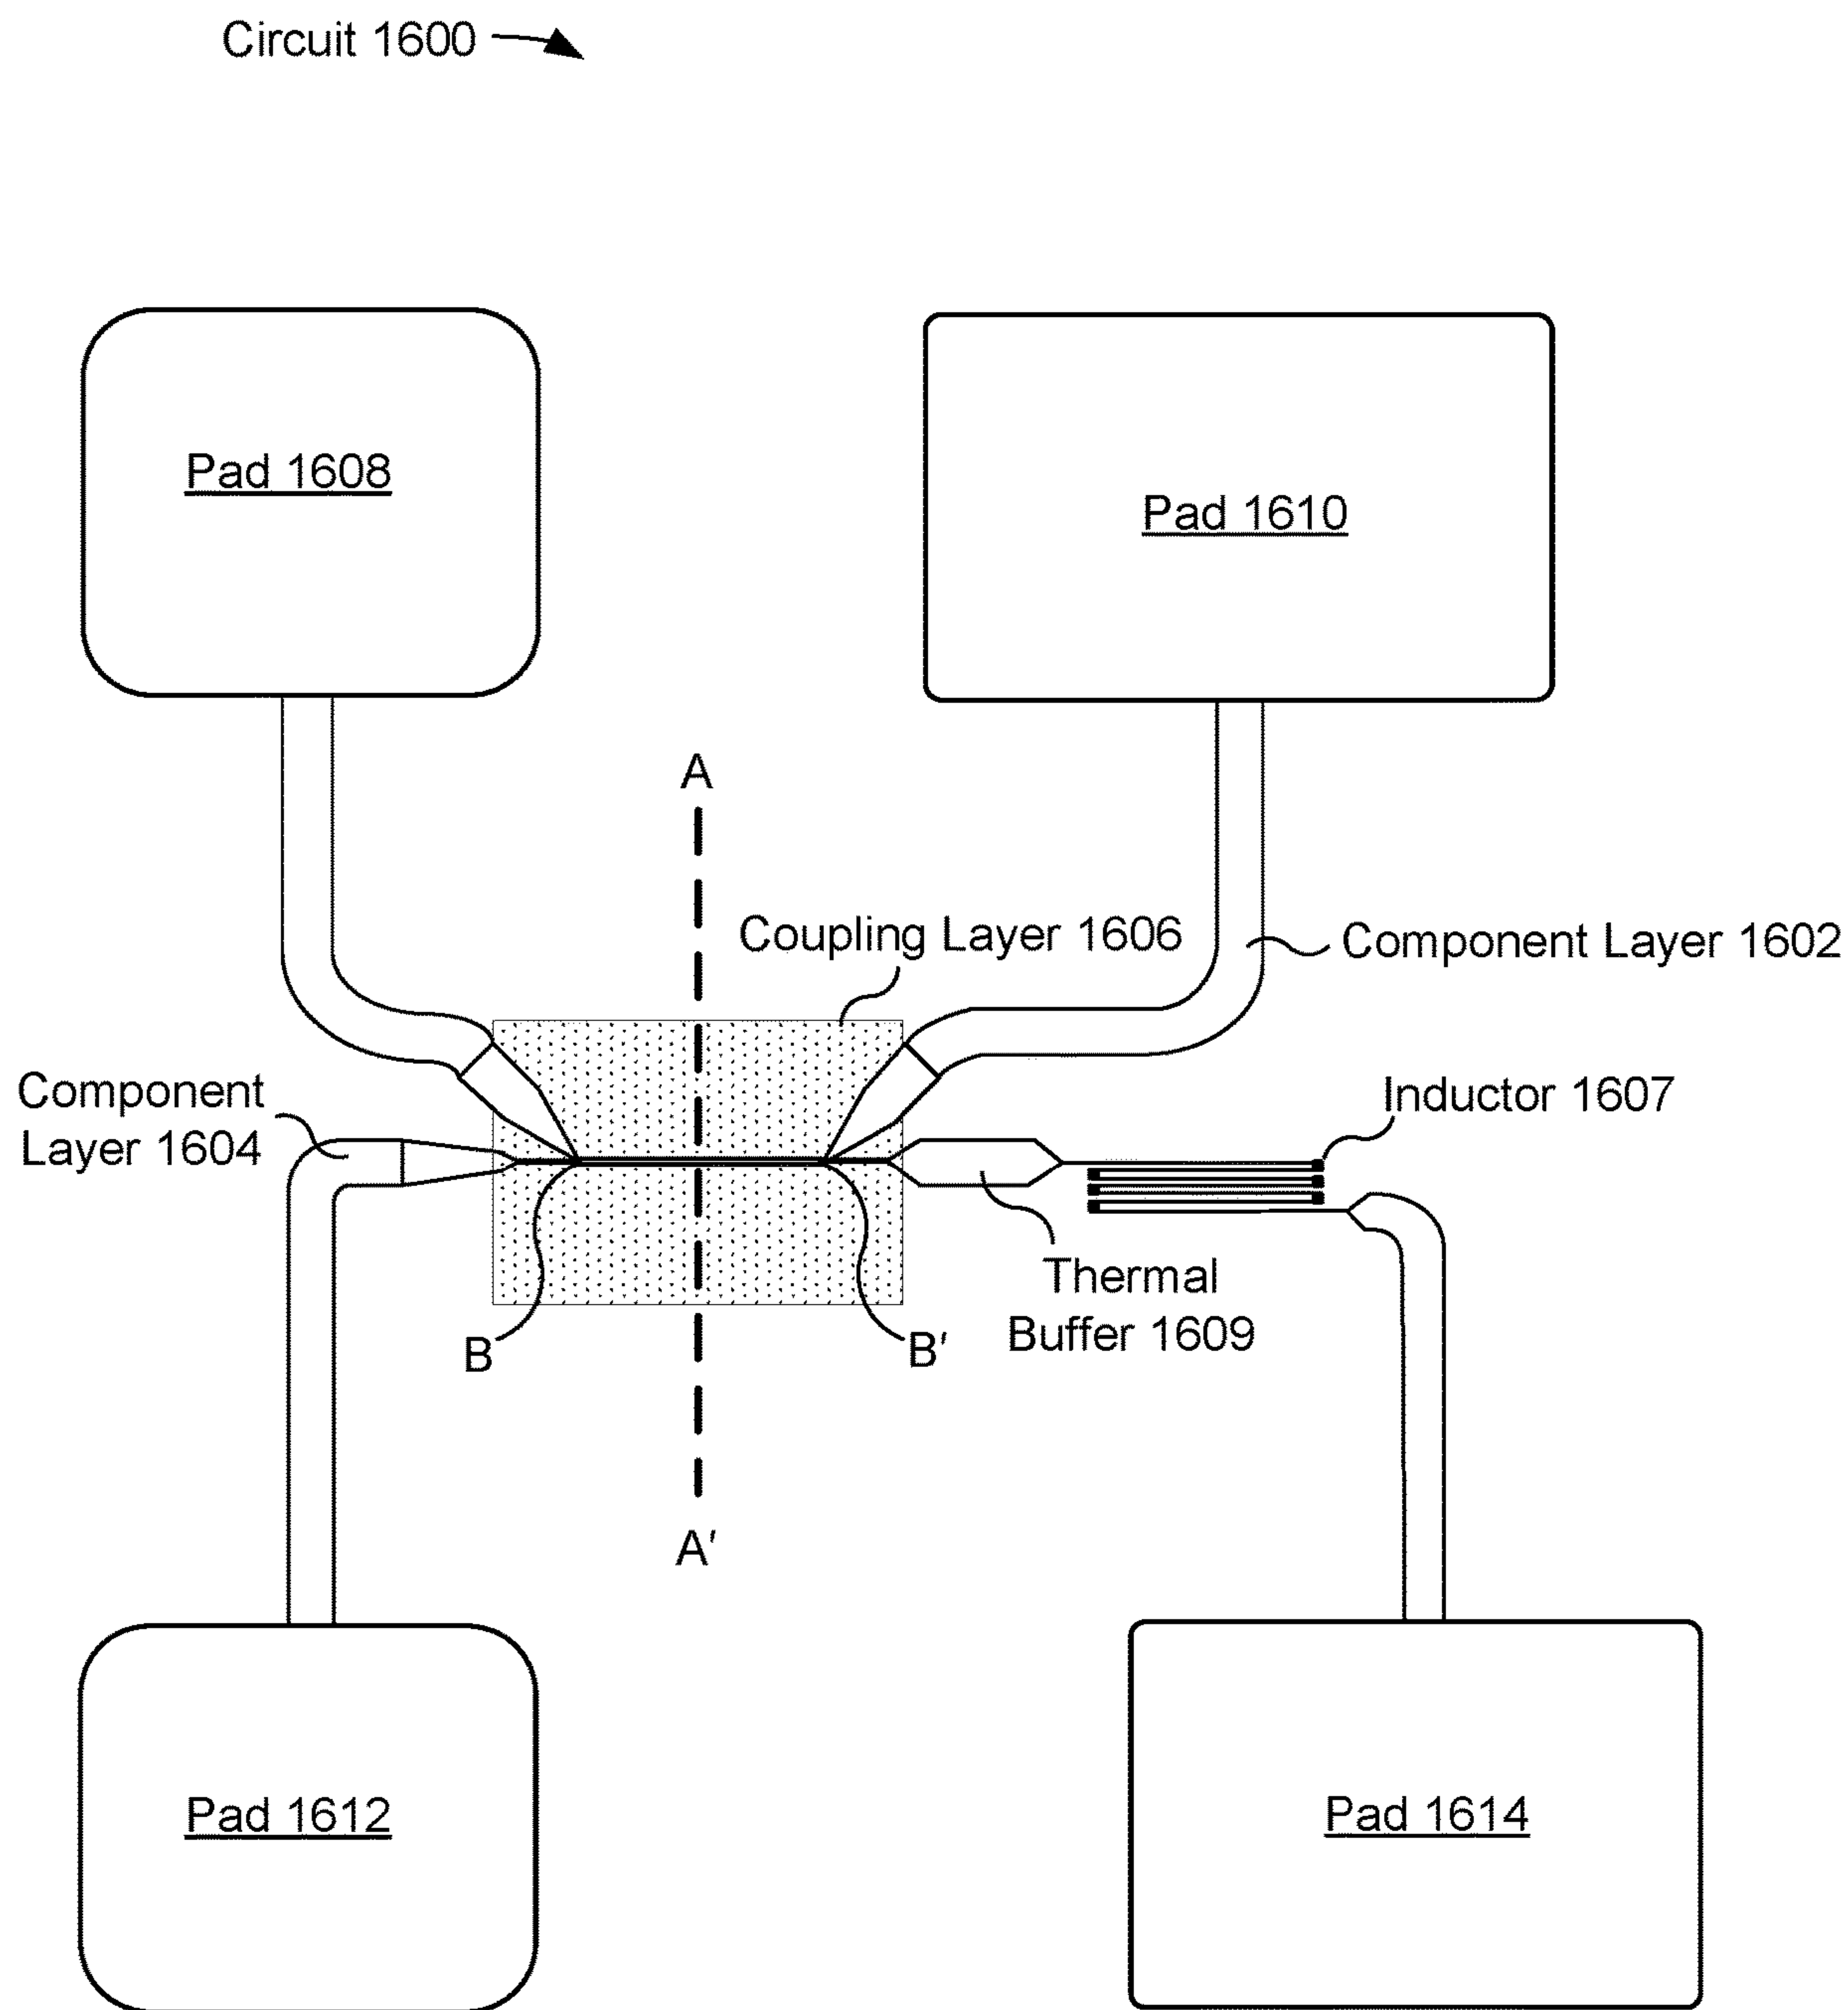 Circuit 1600
Pad 1608
Pad 1610
A
Coupling Layer 1606
Component Layer 1602
Component
Layer 1604
Inductor 1607
Thermal
Buffer 1609
B
B′
A′
Pad 1612
Pad 1614